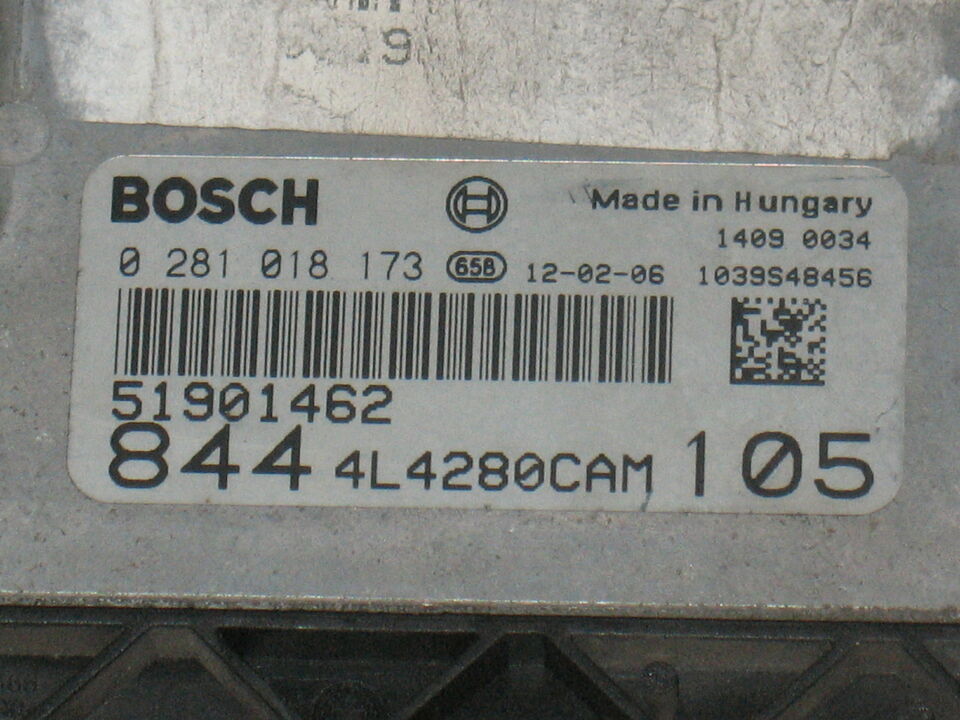 9
BOSCH
Made in Hungary
1409 0034
0 281 018 173 658 12-02-06 1039S48456
51901462
844 4L4280CAM 105